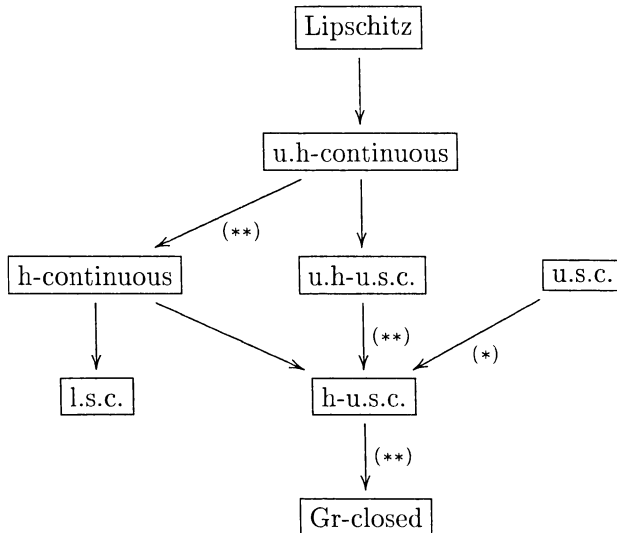 Lipschitz
u.h-continuous
(**)
h-continuous
u.h-u.s.c.
u.s.c.
(**)
(*)
l.s.c.
h-u.s.c.
(**)
Gr-closed